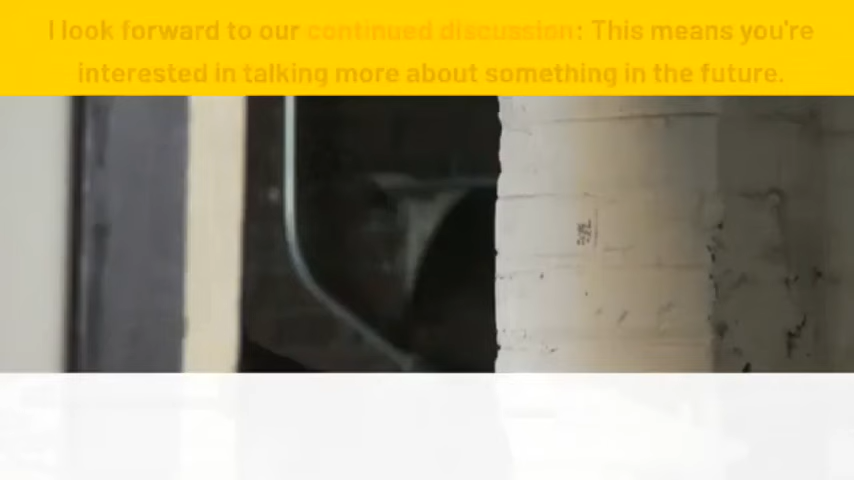 I look forward to our continued discussion: This means you're
interested in talking more about something in the future.